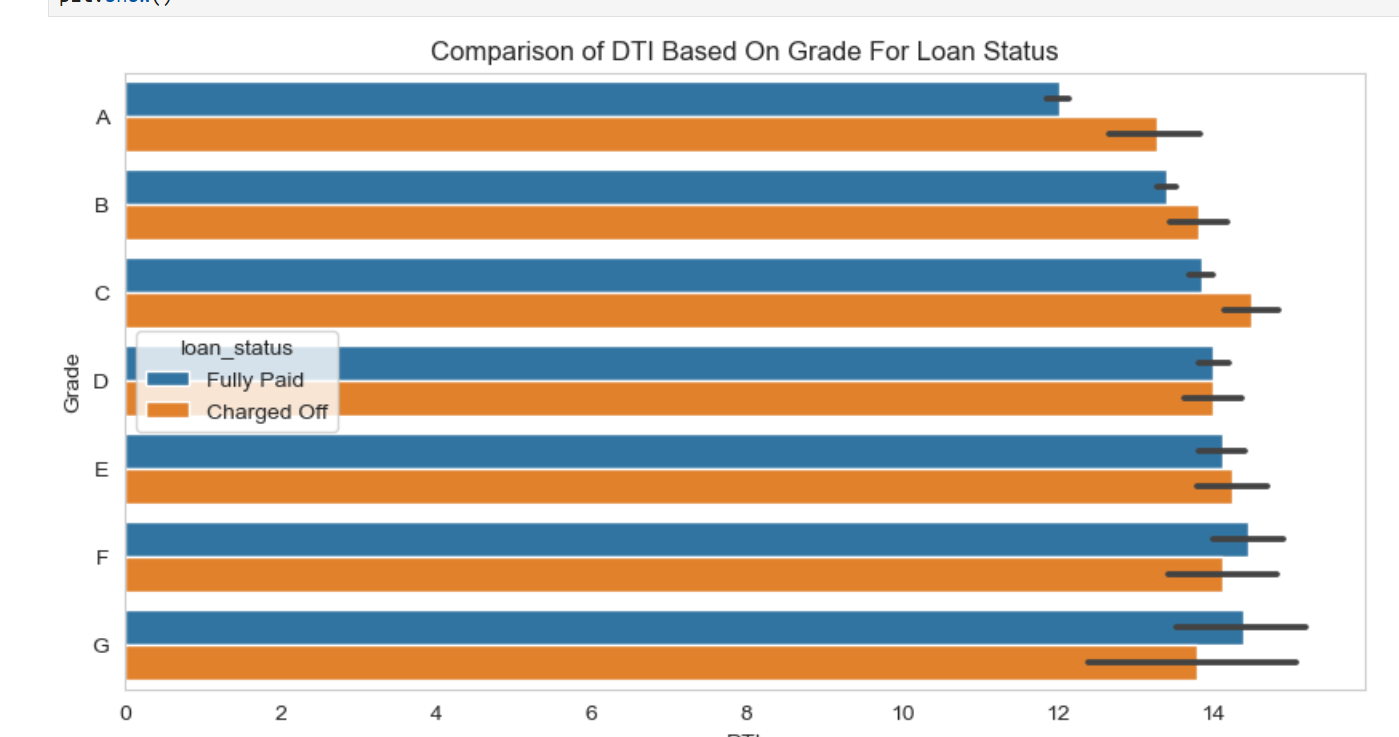 Comparison of DTI Based On Grade For Loan Status
A
B
C
D
E
F
G
Grade
loan_status
Fully Paid
Charged Off
0 2 4 6 8 10 12 14